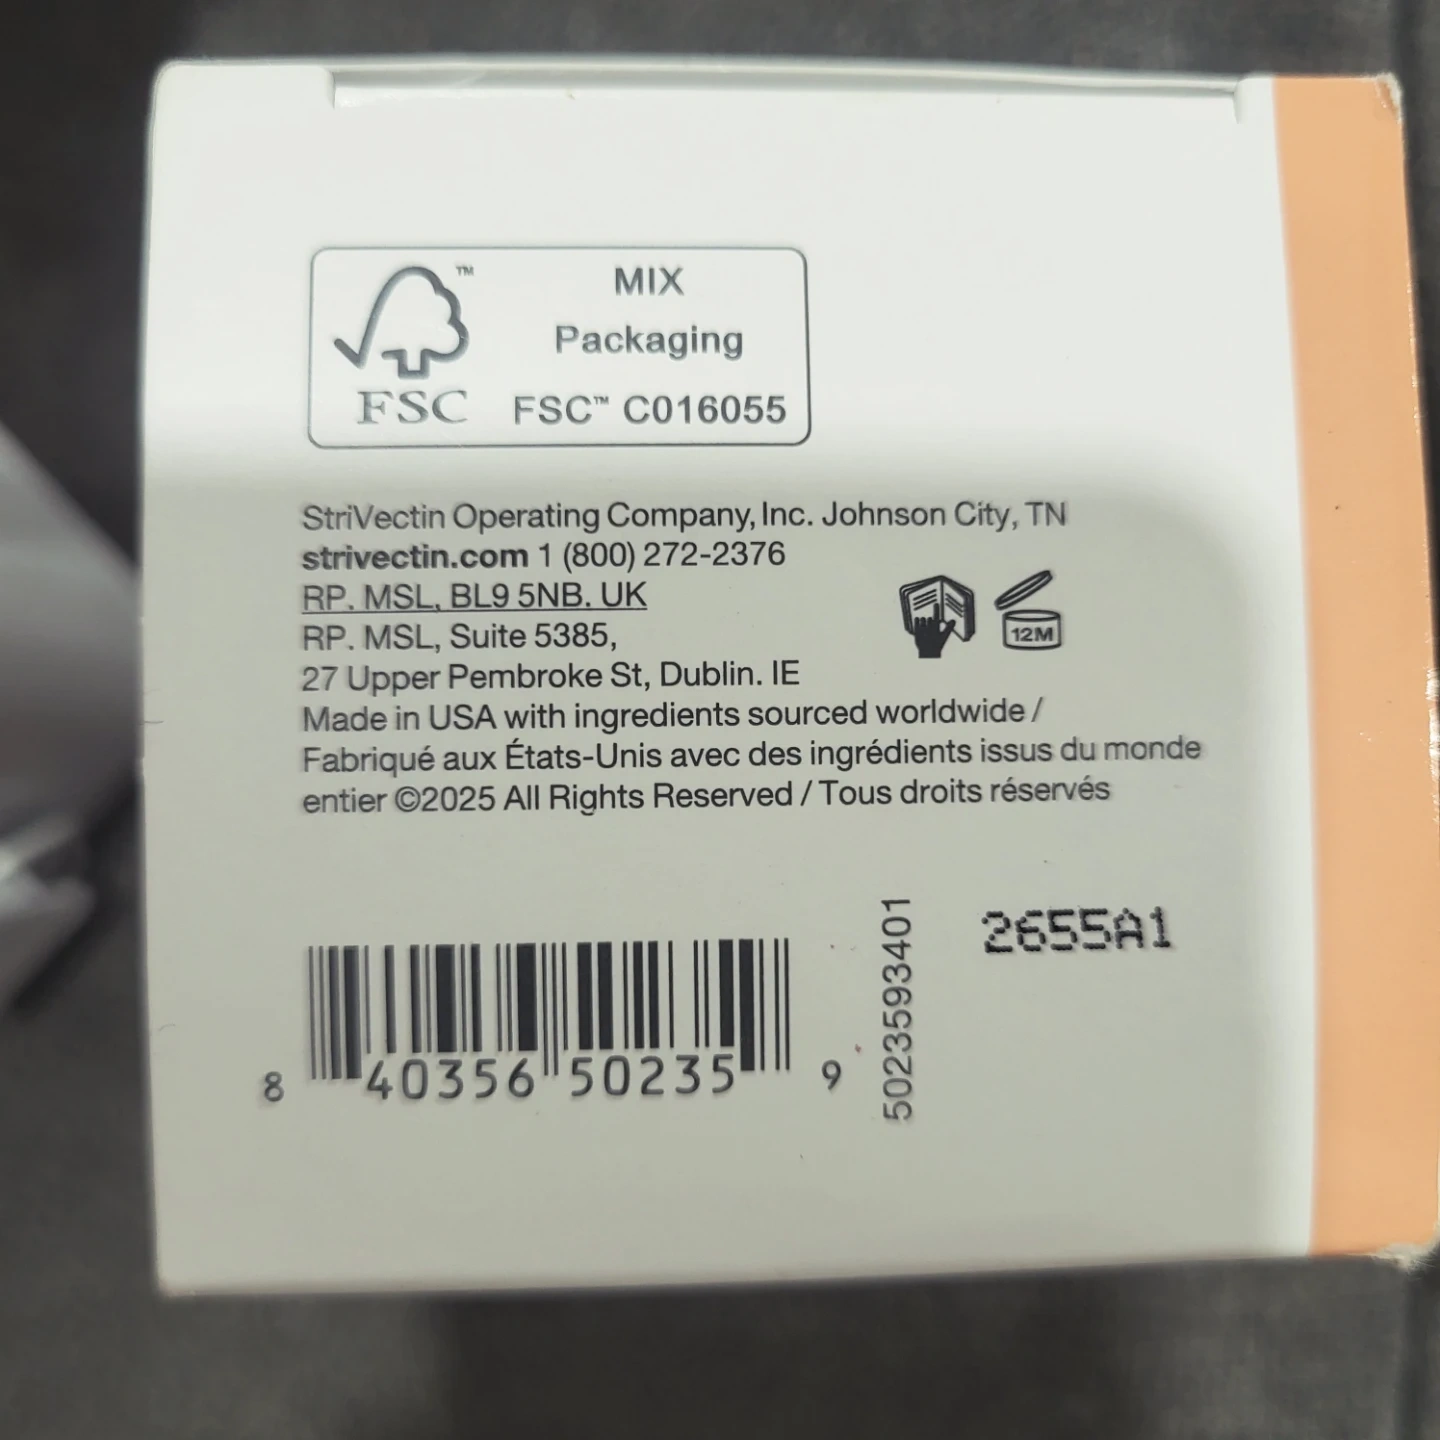 ™
MIX
Packaging
FSC FSC™ C016055
StriVectin Operating Company, Inc. Johnson City, TN
strivectin.com 1 (800) 272-2376
RP. MSL, BL9 5NB. UK
RP. MSL, Suite 5385,
27 Upper Pembroke St, Dublin. IE
Made in USA with ingredients sourced worldwide /
Fabriqué aux États-Unis avec des ingrédients issus du monde
entier ©2025 All Rights Reserved / Tous droits réservés
12M
8 40356 50235 9
5023593401
2655A1